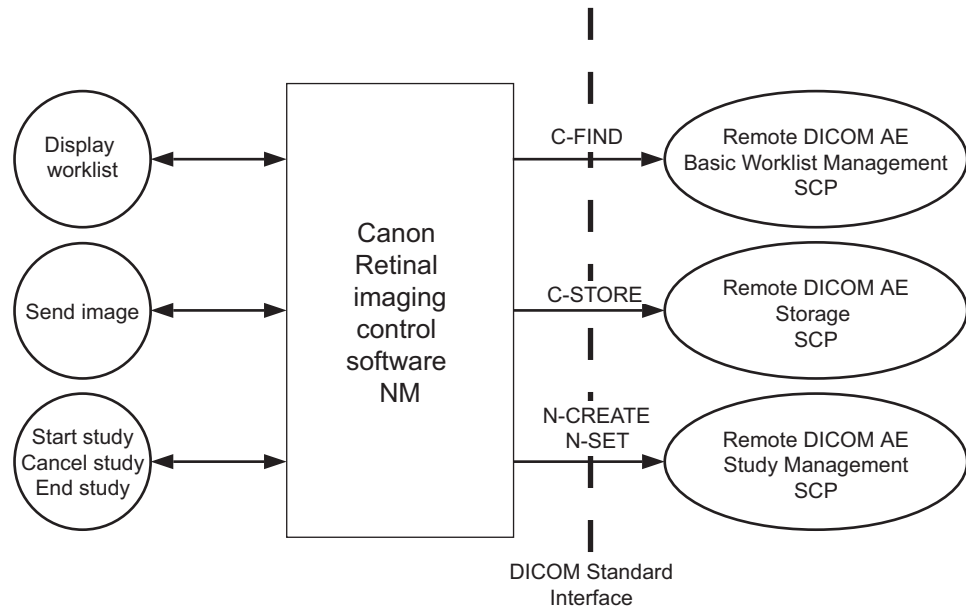 Display
worklist
Send image
Start study
Cancel study
End study
Canon
Retinal
imaging
control
software
NM
C-FIND
C-STORE
N-CREATE
N-SET
DICOM Standard
Interface
Remote DICOM AE
Basic Worklist Management
SCP
Remote DICOM AE
Storage
SCP
Remote DICOM AE
Study Management
SCP